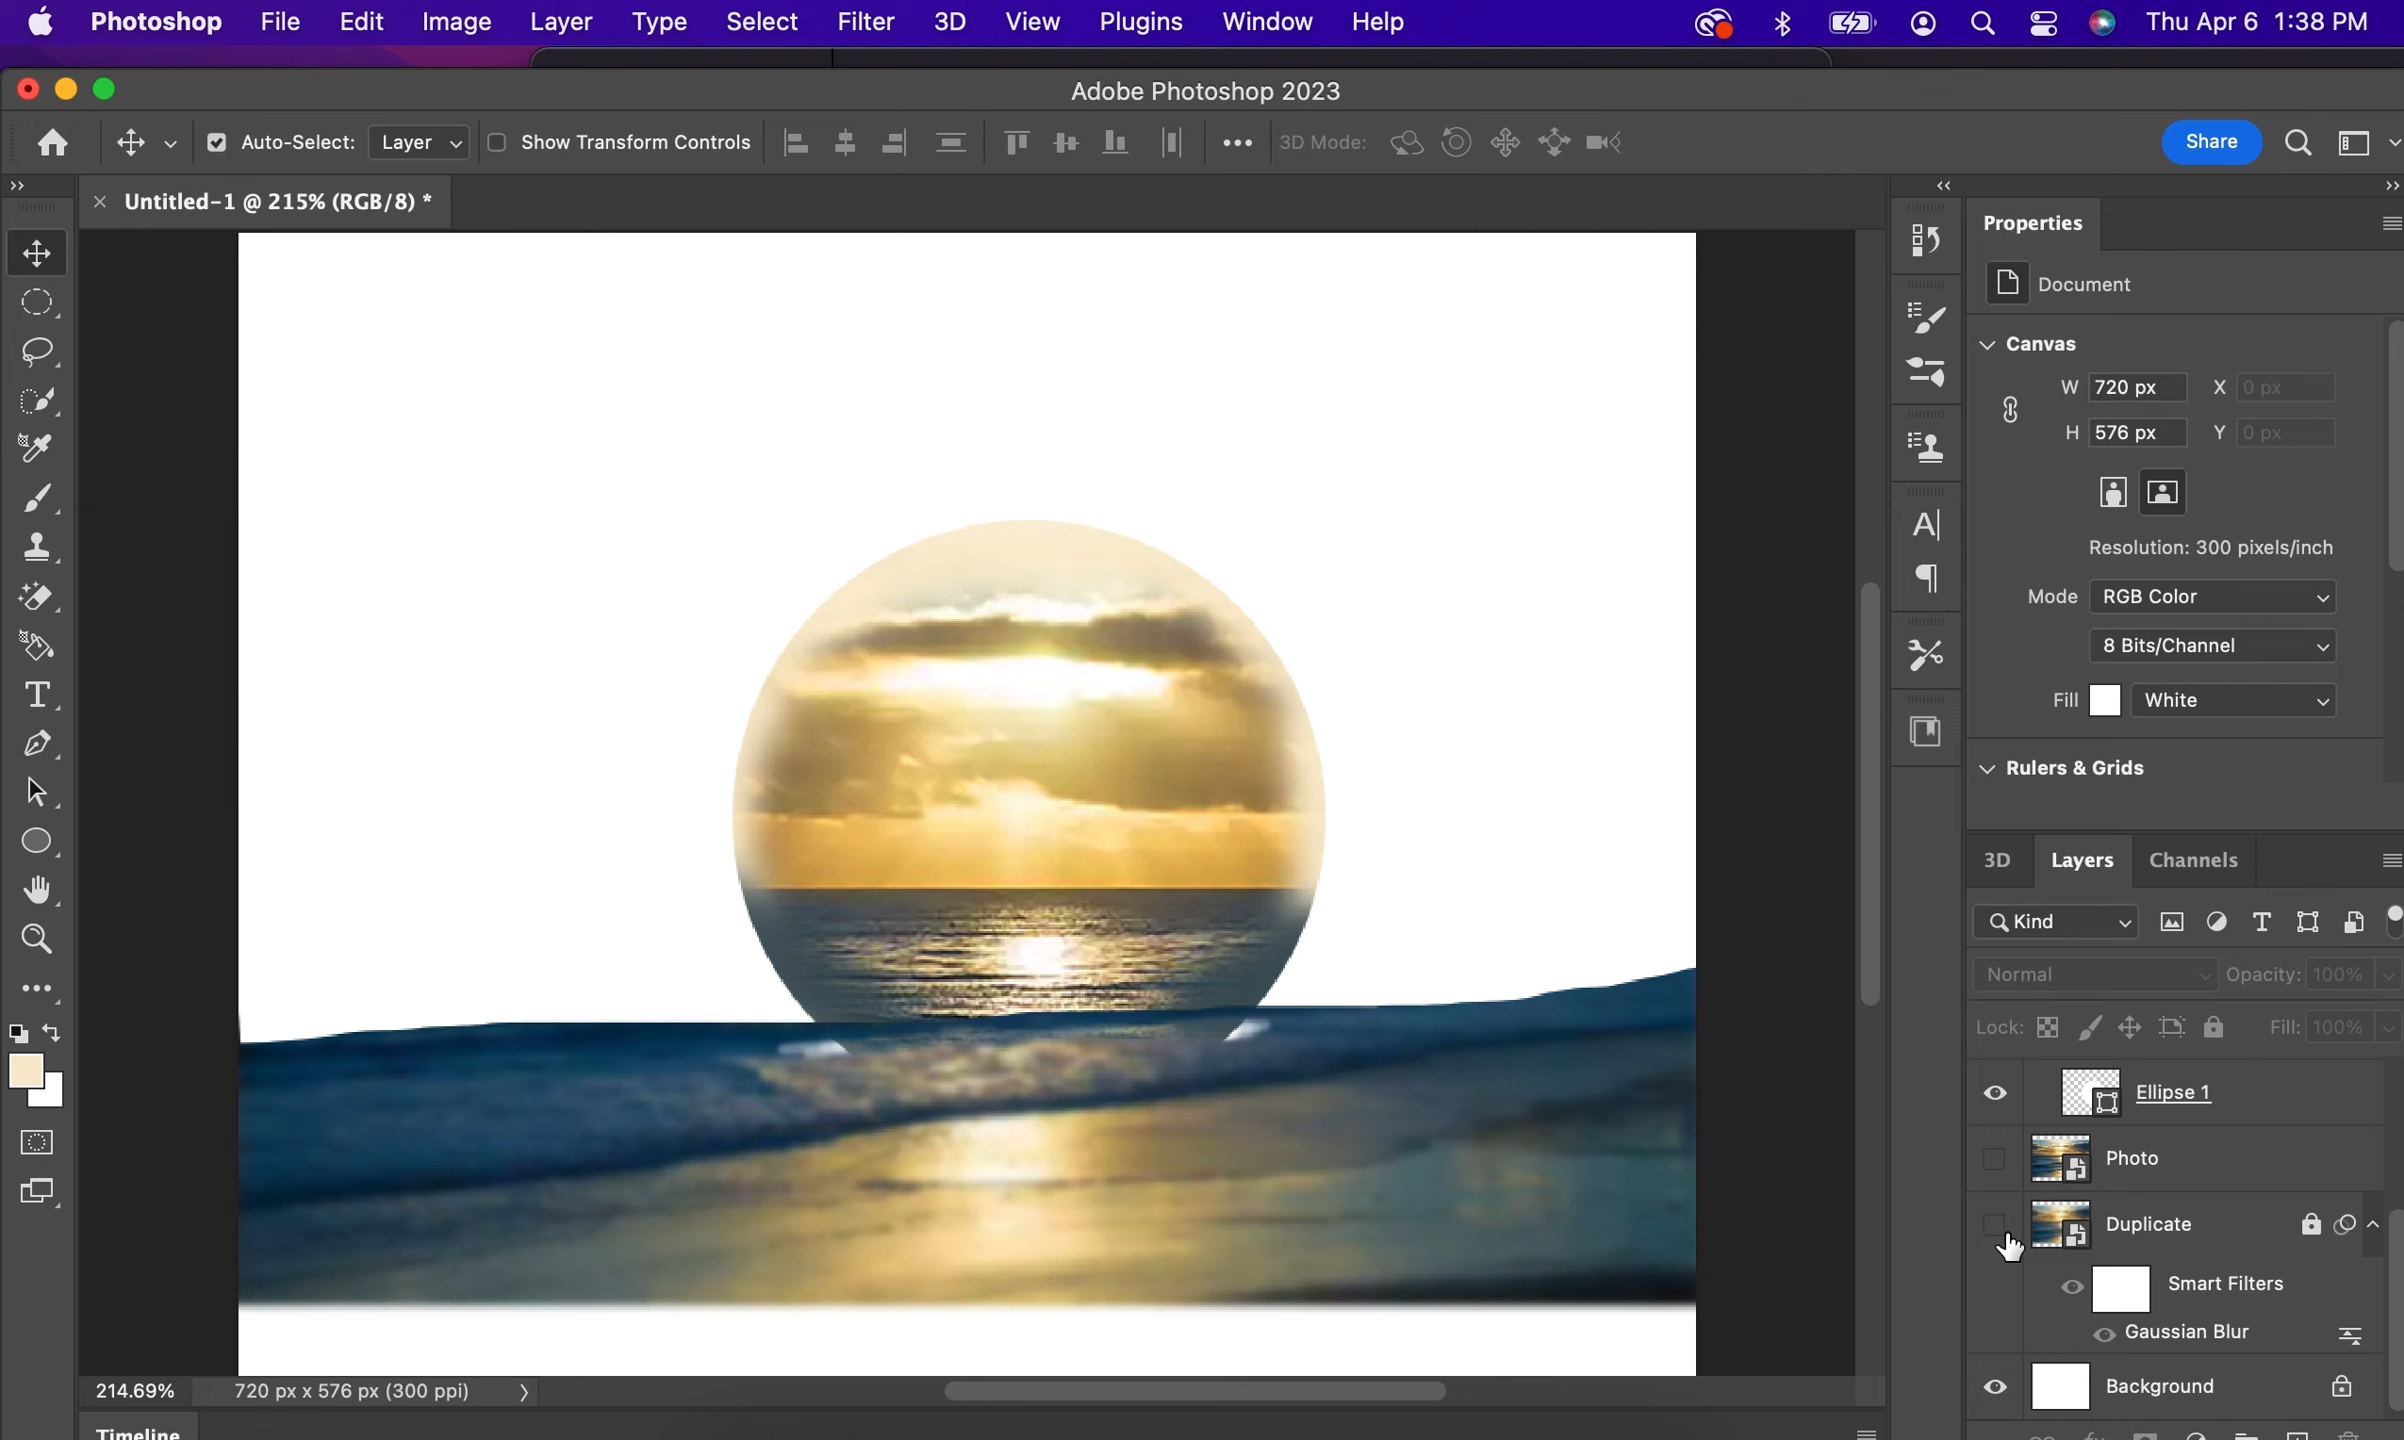 Photoshop File Edit Image Layer Type Select Filter 3D View Plugins Window Help Thu Apr 6 1:38 PM
Adobe Photoshop 2023
Auto-Select: Layer Show Transform Controls 3D Mode: Share
Untitled-1 @ 215% (RGB/8) *
Properties
Document
Canvas
W 720 px X 0 px
H 576 px Y 0 px
Resolution: 300 pixels/inch
Mode RGB Color
8 Bits/Channel
Fill White
Rulers & Grids
3D Layers Channels
Kind
Normal Opacity: 100%
Lock: Fill: 100%
Ellipse 1
Photo
Duplicate
Smart Filters
Gaussian Blur
Background
214.69% 720 px x 576 px (300 ppi)
Timeline